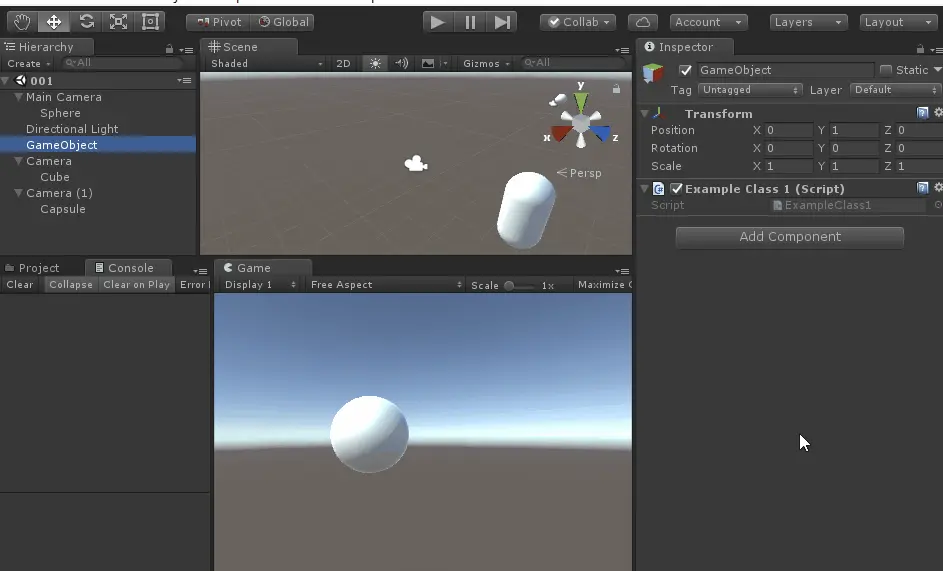 Pivot Global Collab Account Layers Layout
Hierarchy
Create All
001
Main Camera
Sphere
Directional Light
GameObject
Camera
Cube
Camera (1)
Capsule
Scene
Shaded 2D Gizmos All
y
x z
Persp
Project Console
Clear Collapse Clear on Play Error
Game
Display 1 Free Aspect Scale 1x Maximize
Inspector
GameObject Static
Tag Untagged Layer Default
Transform
Position X 0 Y 1 Z 0
Rotation X 0 Y 0 Z 0
Scale X 1 Y 1 Z 1
Example Class 1 (Script)
Script ExampleClass1
Add Component